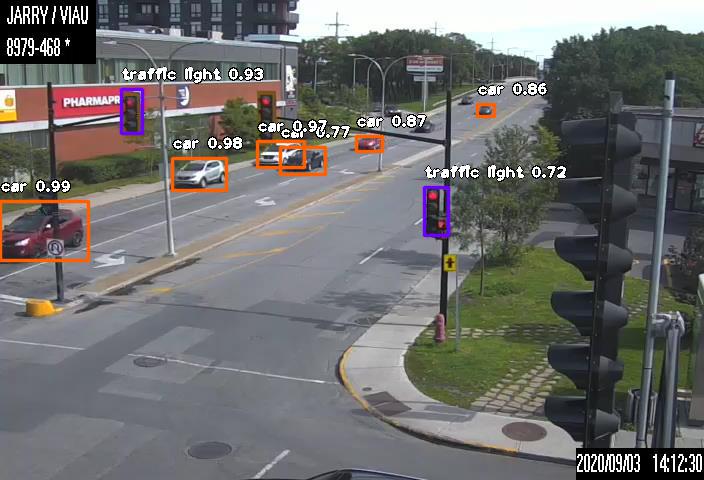 JARRY / VIAU
8979-468 *
traffic light 0.93
car 0.86
PHARMAPR
car 0.97
car 0.77
car 0.87
car 0.98
traffic light 0.72
car 0.99
2020/09/03 14:12:30